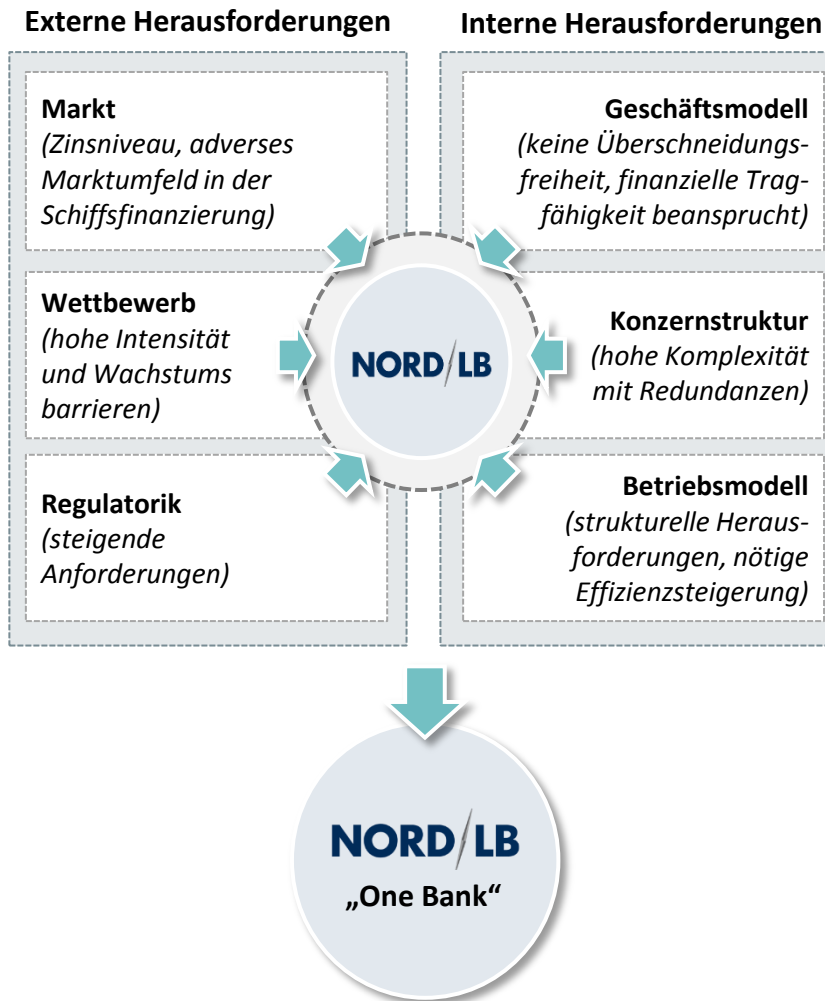 Externe Herausforderungen
Markt
(Zinsniveau, adverses
Marktumfeld in der
Schiffsfinanzierung)
Wettbewerb
(hohe Intensität
und Wachstums
barrieren)
Regulatorik
(steigende
Anforderungen)
Interne Herausforderungen
Geschäftsmodell
(keine Überschneidungs-
freiheit, finanzielle Trag-
fähigkeit beansprucht)
Konzernstruktur
(hohe Komplexität
mit Redundanzen)
Betriebsmodell
(strukturelle Heraus-
forderungen, nötige
Effizienzsteigerung)
NORD/LB
NORD/LB
„One Bank“